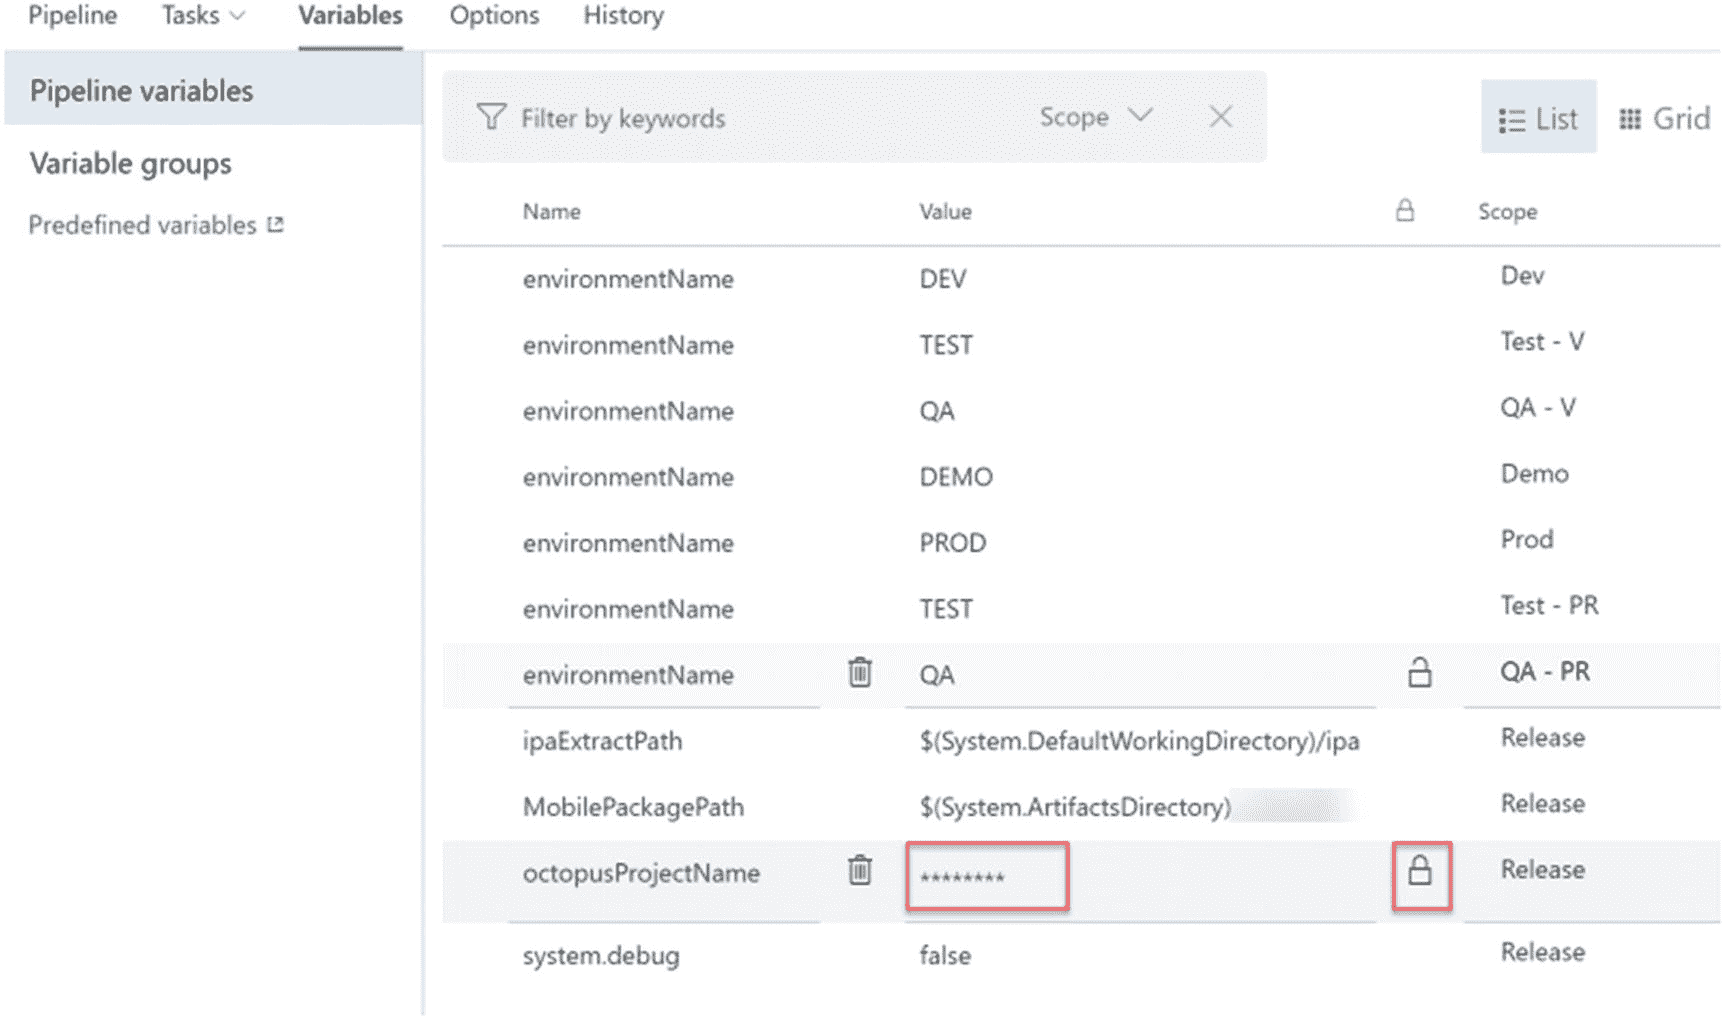 Pipeline Tasks Variables Options History
Pipeline variables
Variable groups
Predefined variables
Filter by keywords Scope List Grid
Name Value Scope
environmentName DEV Dev
environmentName TEST Test - V
environmentName QA QA - V
environmentName DEMO Demo
environmentName PROD Prod
environmentName TEST Test - PR
environmentName QA QA - PR
ipaExtractPath $(System.DefaultWorkingDirectory)/ipa Release
MobilePackagePath $(System.ArtifactsDirectory) Release
octopusProjectName ******** Release
system.debug false Release